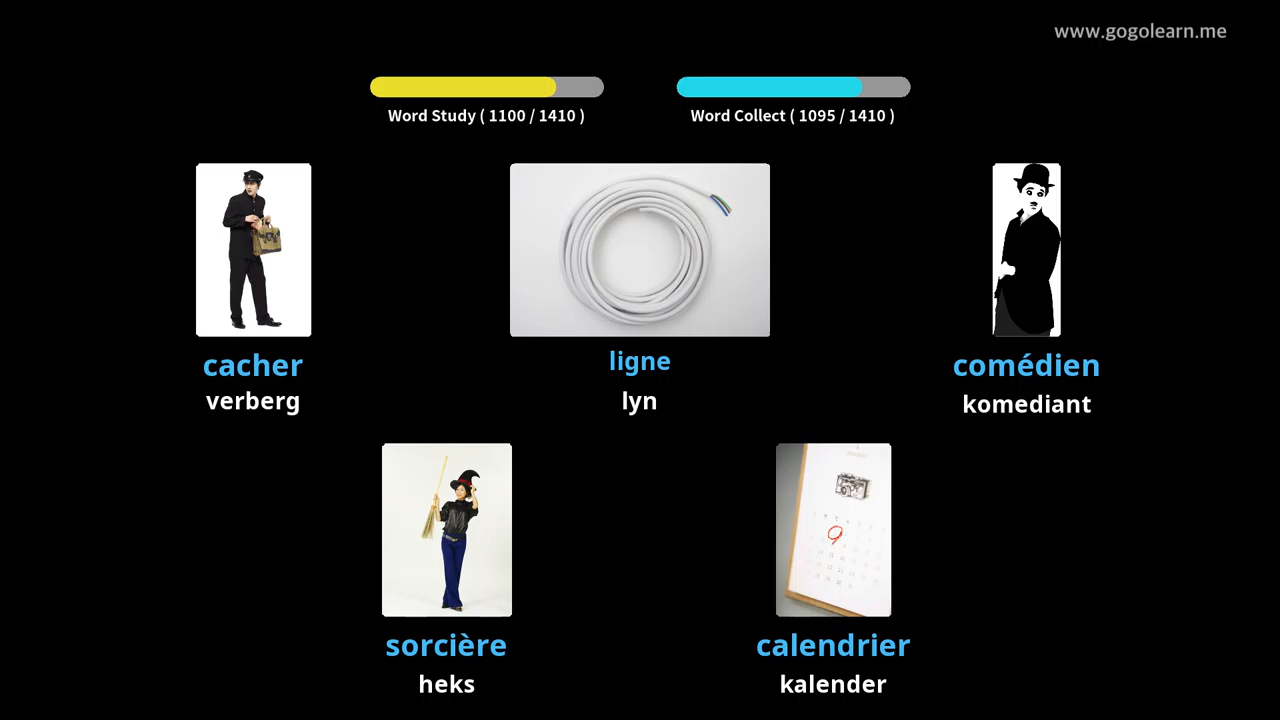 www.gogolearn.me
Word Study ( 1100 / 1410 )
Word Collect ( 1095 / 1410 )
cacher
verberg
ligne
lyn
comédien
komediant
sorcière
heks
calendrier
kalender